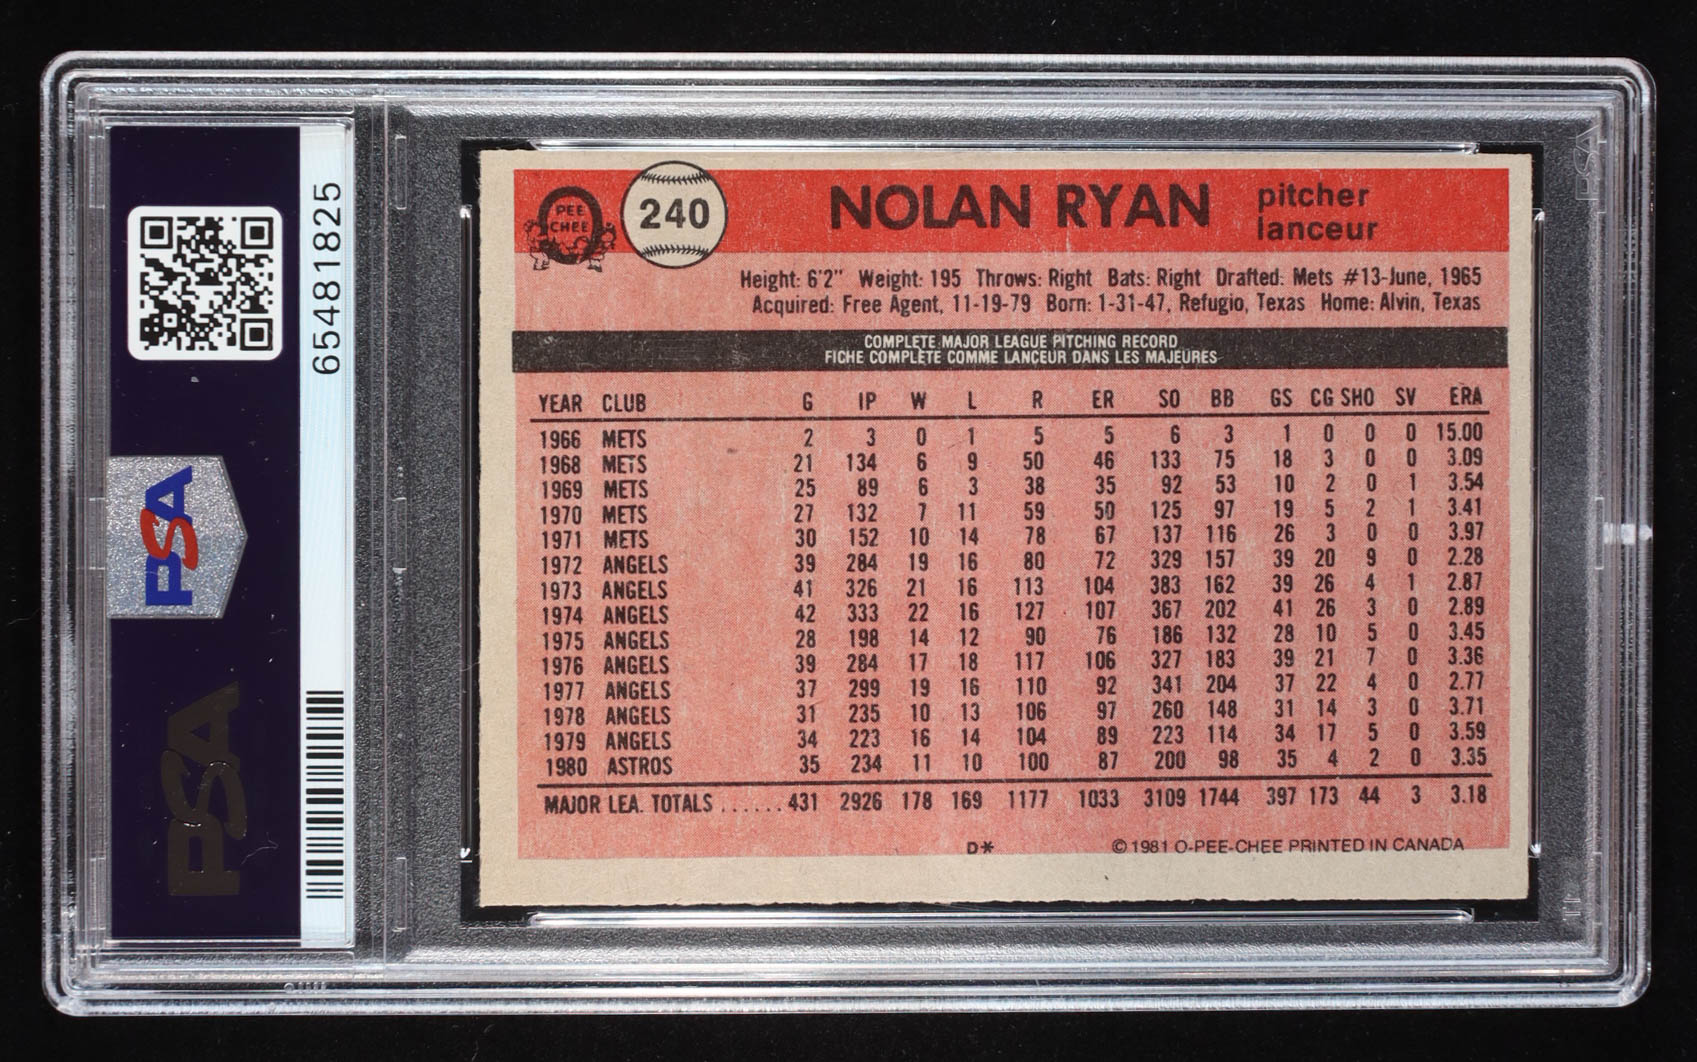 65481825
PSA
PSA
PSA
PEE
CHEE
240
NOLAN RYAN
pitcher
lanceur
Height: 6'2" Weight: 195 Throws: Right Bats: Right Drafted: Mets #13-June, 1965
Acquired: Free Agent, 11-19-79 Born: 1-31-47, Refugio, Texas Home: Alvin, Texas
COMPLETE MAJOR LEAGUE PITCHING RECORD
FICHE COMPLÈTE COMME LANCEUR DANS LES MAJEURES
YEAR CLUB G IP W L R ER SO BB GS CG SHO SV ERA
1966 METS 2 3 0 1 5 5 6 3 1 0 0 0 15.00
1968 METS 21 134 6 9 50 46 133 75 18 3 0 0 3.09
1969 METS 25 89 6 3 38 35 92 53 10 2 0 1 3.54
1970 METS 27 132 7 11 59 50 125 97 19 5 2 1 3.41
1971 METS 30 152 10 14 78 67 137 116 26 3 0 0 3.97
1972 ANGELS 39 284 19 16 80 72 329 157 39 20 9 0 2.28
1973 ANGELS 41 326 21 16 113 104 383 162 39 26 4 1 2.87
1974 ANGELS 42 333 22 16 127 107 367 202 41 26 3 0 2.89
1975 ANGELS 28 198 14 12 90 76 186 132 28 10 5 0 3.45
1976 ANGELS 39 284 17 18 117 106 327 183 39 21 7 0 3.36
1977 ANGELS 37 299 19 16 110 92 341 204 37 22 4 0 2.77
1978 ANGELS 31 235 10 13 106 97 260 148 31 14 3 0 3.71
1979 ANGELS 34 223 16 14 104 89 223 114 34 17 5 0 3.59
1980 ASTROS 35 234 11 10 100 87 200 98 35 4 2 0 3.35
MAJOR LEA. TOTALS ...... 431 2926 178 169 1177 1033 3109 1744 397 173 44 3 3.18
D* © 1981 O-PEE-CHEE PRINTED IN CANADA